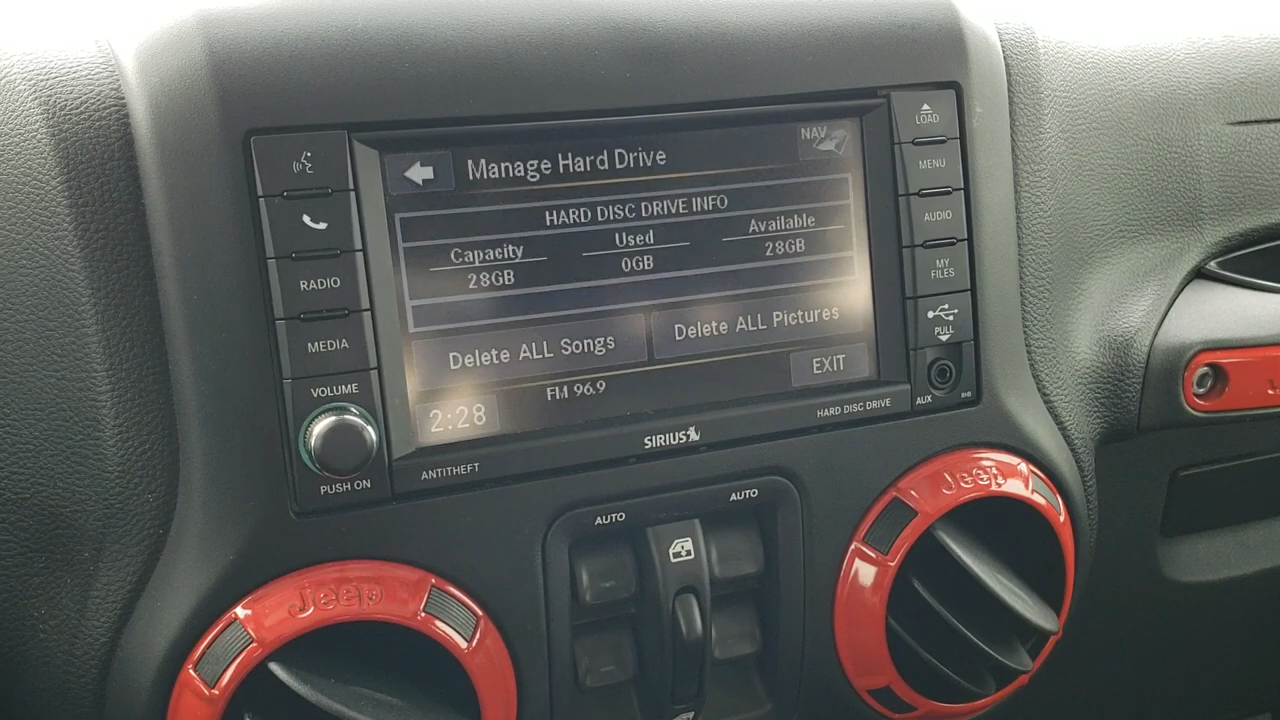 LOAD
MENU
AUDIO
MY
FILES
PULL
AUX
RADIO
MEDIA
VOLUME
PUSH ON
NAV
Manage Hard Drive
HARD DISC DRIVE INFO
Capacity Used Available
28GB 0GB 28GB
Delete ALL Songs Delete ALL Pictures
EXIT
FM 96.9
2:28
ANTITHEFT SIRIUS HARD DISC DRIVE
AUTO AUTO
Jeep
Jeep